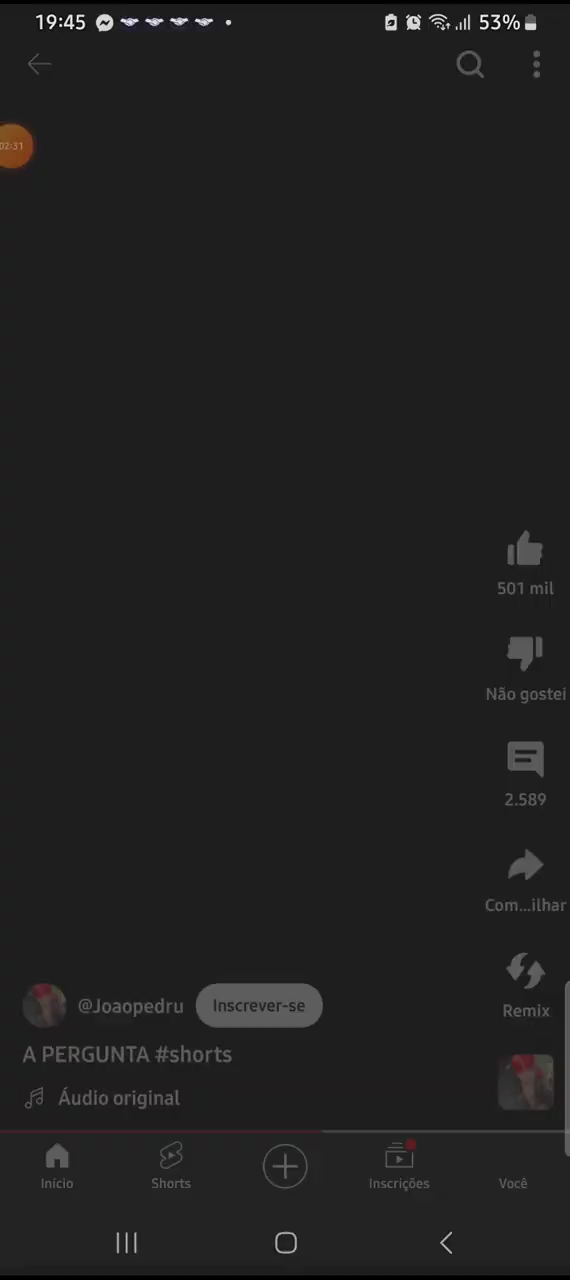 19:45
53%
02:31
501 mil
Não gostei
2.589
Com...ilhar
Remix
@Joaopedru
Inscrever-se
A PERGUNTA #shorts
Áudio original
Início
Shorts
Inscrições
Você